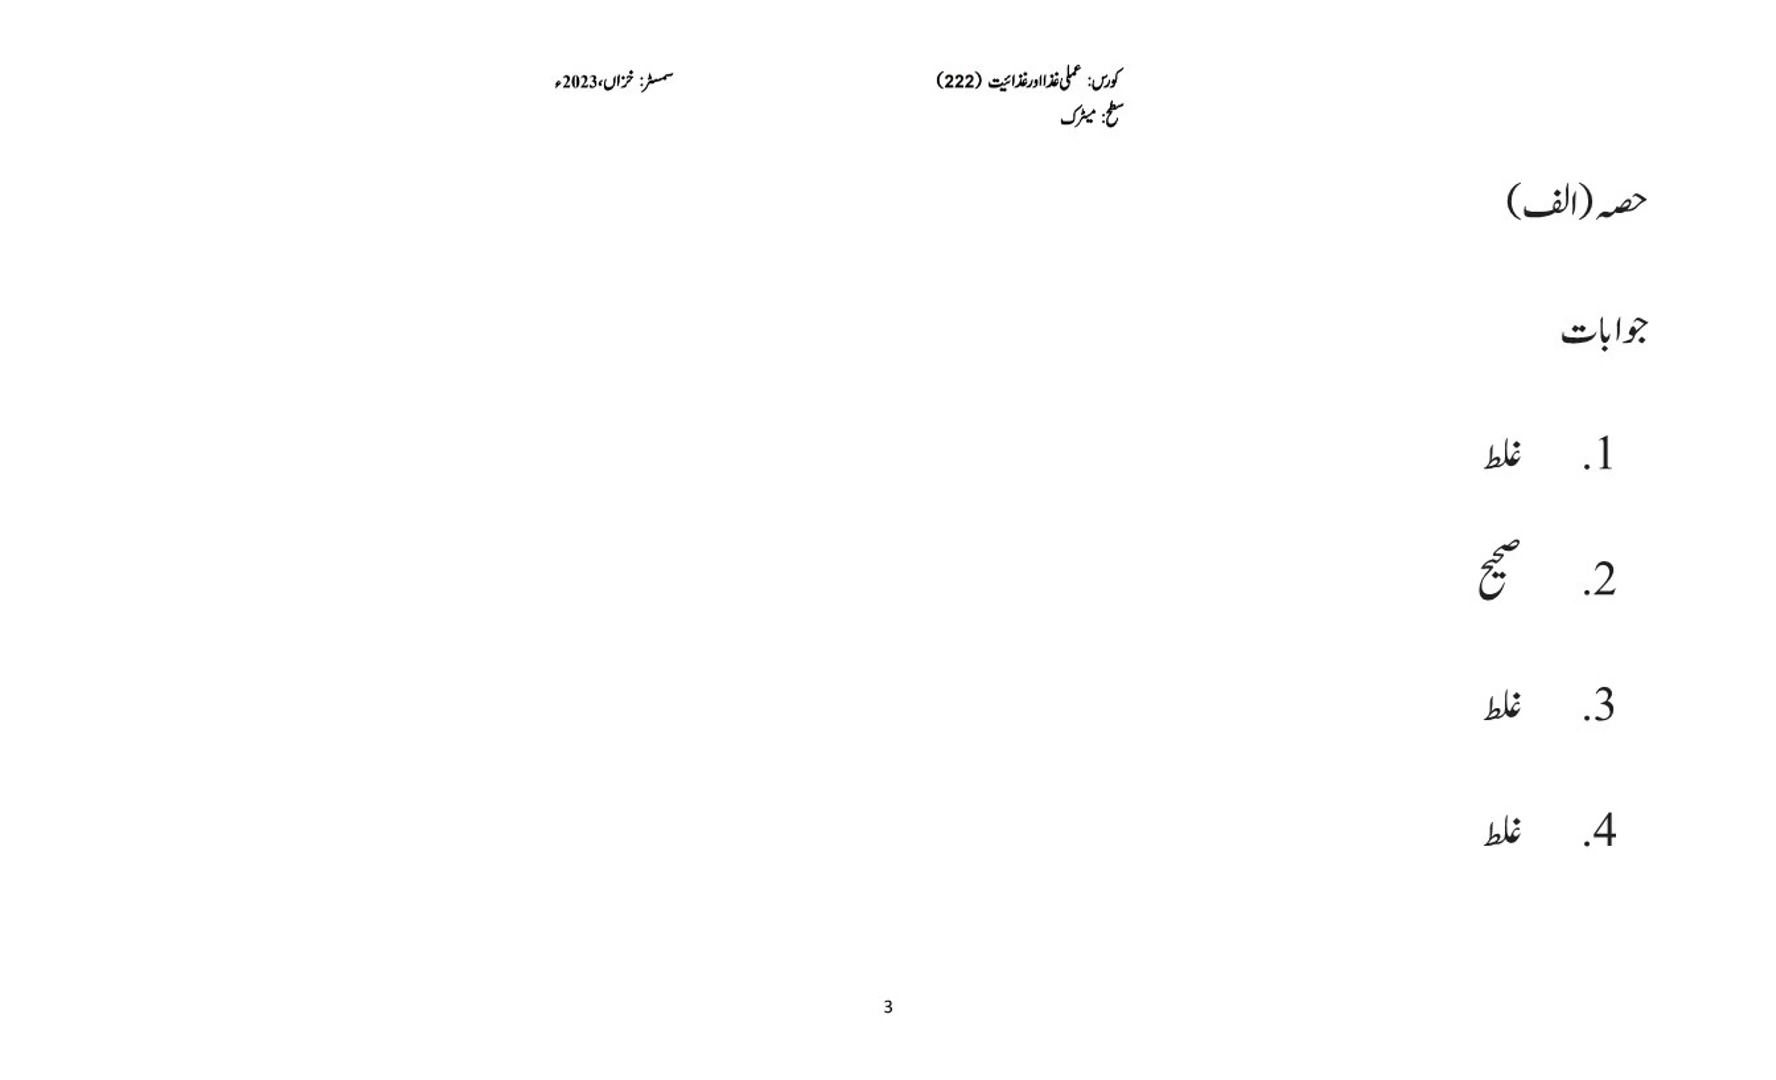 کورس: عملی غذا اور غذائیت (222) سمسٹر: خزاں،2023ء
سطح: میٹرک
حصہ (الف)
جوابات
1. غلط
2. صحیح
3. غلط
4. غلط
3